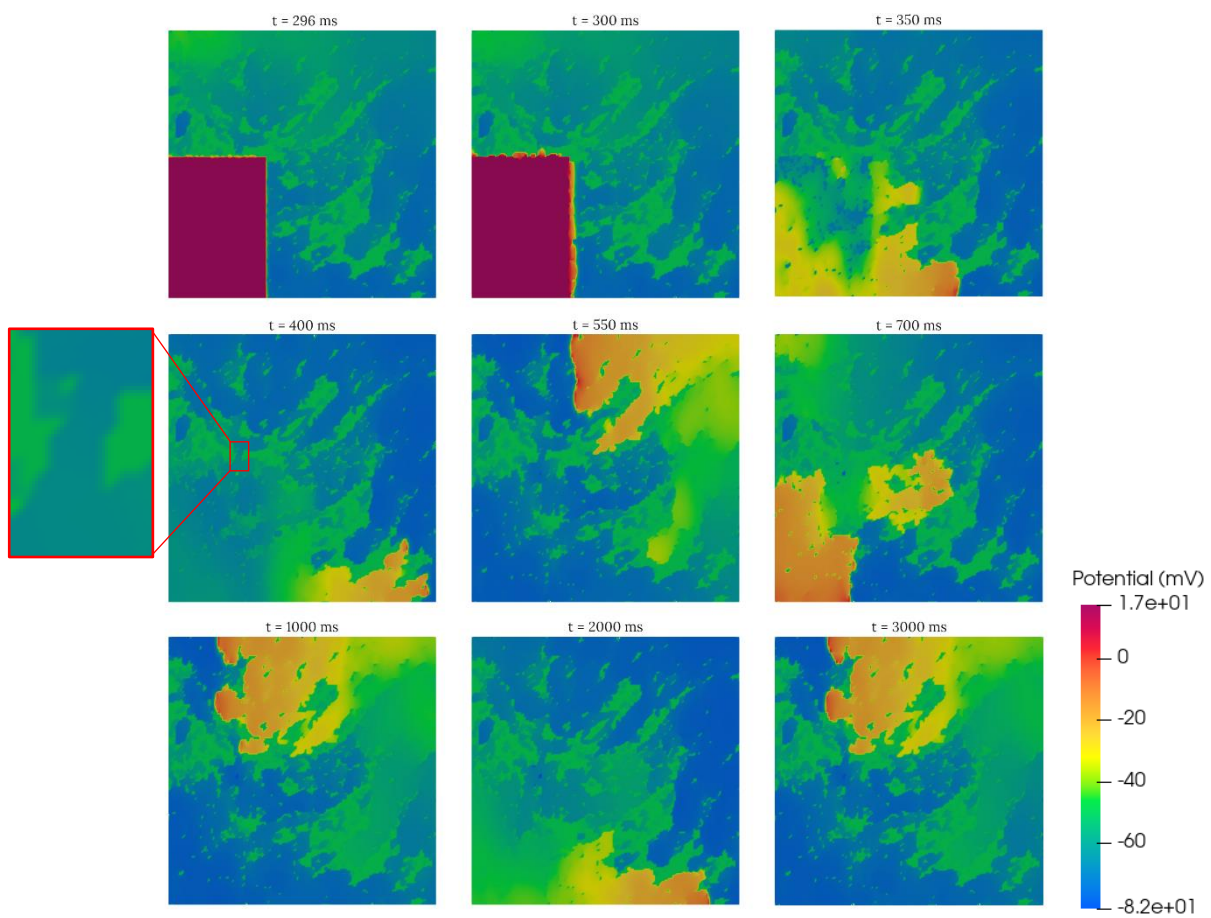 t = 296 ms
t = 300 ms
t = 350 ms
t = 400 ms
t = 550 ms
t = 700 ms
t = 1000 ms
t = 2000 ms
t = 3000 ms
Potential (mV)
1.7e+01
0
-20
-40
-60
-8.2e+01